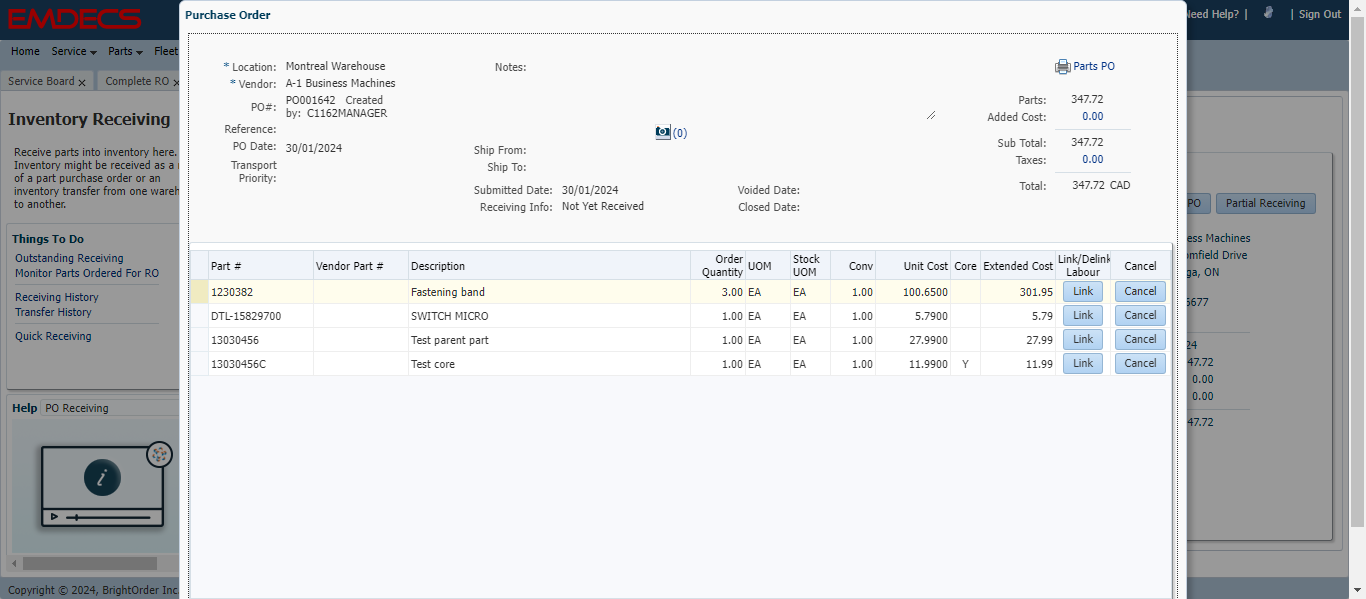 EMDECS
Need Help? | | Sign Out
Home Service Parts Fleet
Service Board x Complete RO x
Inventory Receiving
Receive parts into inventory here.
Inventory might be received as a
of a part purchase order or an
inventory transfer from one wareh
to another.
Things To Do
Outstanding Receiving
Monitor Parts Ordered For RO
Receiving History
Transfer History
Quick Receiving
Help PO Receiving
i
Copyright © 2024, BrightOrder Inc
Purchase Order
* Location: Montreal Warehouse
* Vendor: A-1 Business Machines
PO#: PO001642 Created
by: C1162MANAGER
Reference:
PO Date: 30/01/2024
Transport
Priority:
Notes:
(0)
Ship From:
Ship To:
Submitted Date: 30/01/2024
Receiving Info: Not Yet Received
Voided Date:
Closed Date:
Parts PO
Parts: 347.72
Added Cost: 0.00
Sub Total: 347.72
Taxes: 0.00
Total: 347.72 CAD
Part # Vendor Part # Description Order Quantity UOM Stock UOM Conv Unit Cost Core Extended Cost Link/Delink Labour Cancel
1230382 Fastening band 3.00 EA EA 1.00 100.6500 301.95 Link Cancel
DTL-15829700 SWITCH MICRO 1.00 EA EA 1.00 5.7900 5.79 Link Cancel
13030456 Test parent part 1.00 EA EA 1.00 27.9900 27.99 Link Cancel
13030456C Test core 1.00 EA EA 1.00 11.9900 Y 11.99 Link Cancel
PO Partial Receiving
ess Machines
mfield Drive
ga, ON
6677
24
47.72
0.00
0.00
47.72